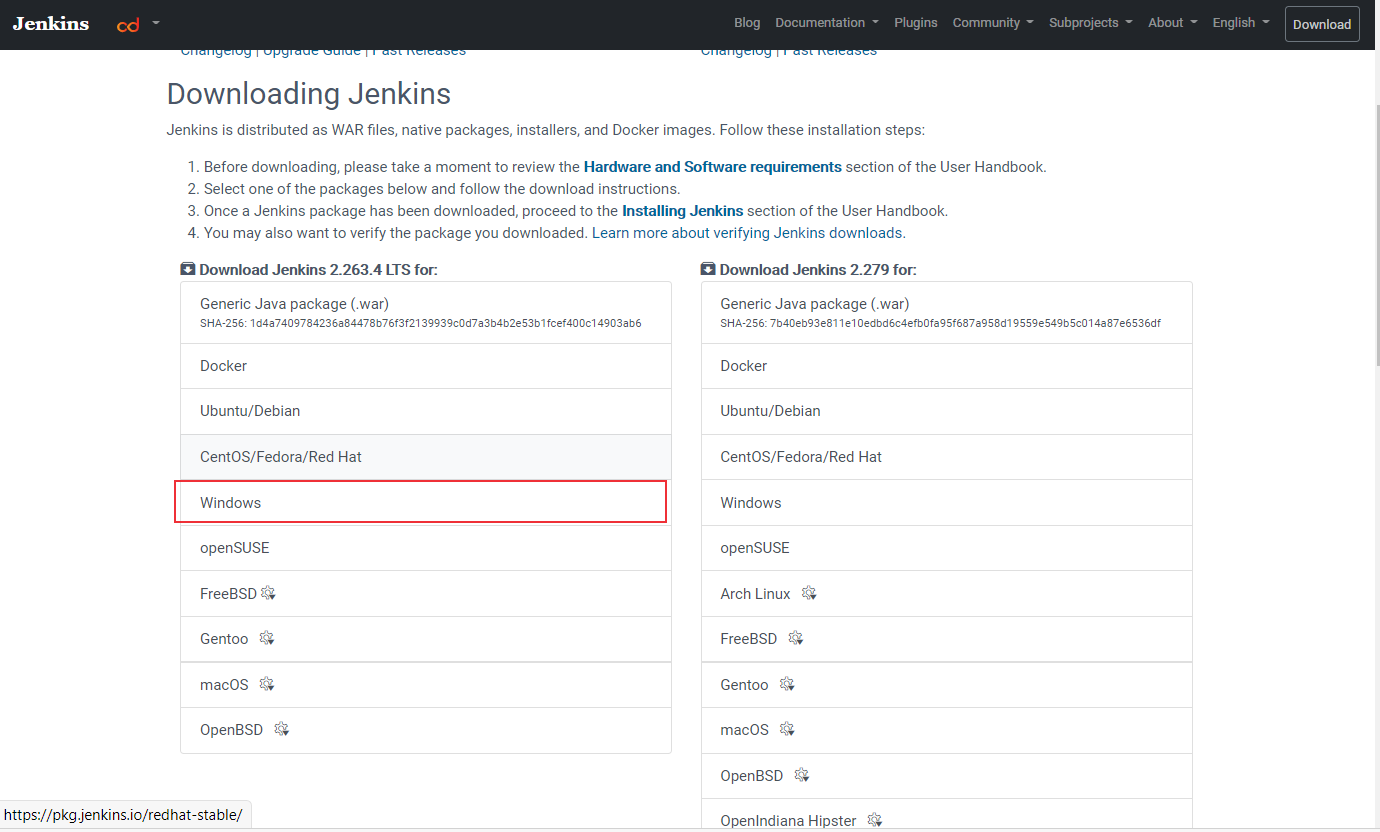 Jenkins cd Blog Documentation Plugins Community Subprojects About English Download
Changelog | Upgrade Guide | Past Releases
Changelog | Past Releases
Downloading Jenkins
Jenkins is distributed as WAR files, native packages, installers, and Docker images. Follow these installation steps:
1. Before downloading, please take a moment to review the Hardware and Software requirements section of the User Handbook.
2. Select one of the packages below and follow the download instructions.
3. Once a Jenkins package has been downloaded, proceed to the Installing Jenkins section of the User Handbook.
4. You may also want to verify the package you downloaded. Learn more about verifying Jenkins downloads.
Download Jenkins 2.263.4 LTS for:
Generic Java package (.war)
SHA-256: 1d4a7409784236a84478b76f3f2139939c0d7a3b4b2e53b1fcef400c14903ab6
Docker
Ubuntu/Debian
CentOS/Fedora/Red Hat
Windows
openSUSE
FreeBSD
Gentoo
macOS
OpenBSD
Download Jenkins 2.279 for:
Generic Java package (.war)
SHA-256: 7b40eb93e811e10edbd6c4efb0fa95f687a958d19559e549b5c014a87e6536df
Docker
Ubuntu/Debian
CentOS/Fedora/Red Hat
Windows
openSUSE
Arch Linux
FreeBSD
Gentoo
macOS
OpenBSD
OpenIndiana Hipster
https://pkg.jenkins.io/redhat-stable/